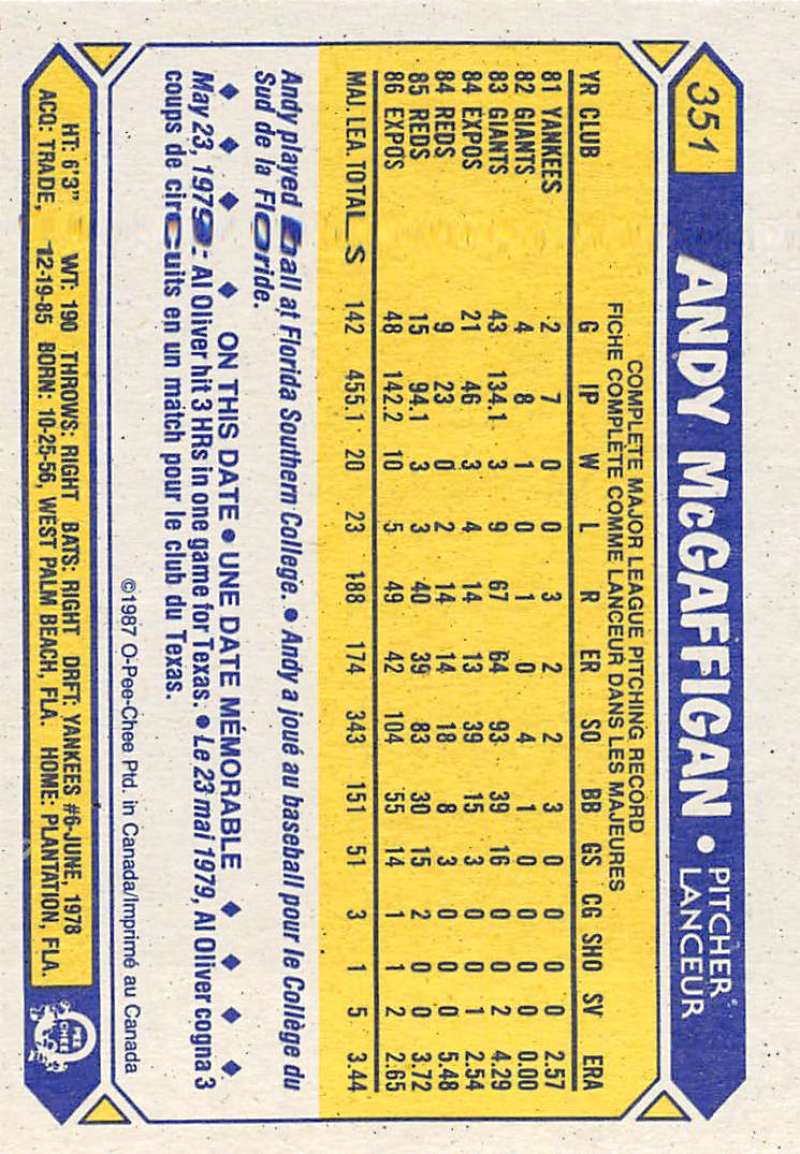 351
ANDY McGAFFIGAN • PITCHER LANCEUR
COMPLETE MAJOR LEAGUE PITCHING RECORD
FICHE COMPLÈTE COMME LANCEUR DANS LES MAJEURES
YR CLUB G IP W L R ER SO BB GS CG SHO SV ERA
81 YANKEES 2 7 0 0 3 2 2 3 0 0 0 0 2.57
82 GIANTS 4 8 1 0 1 0 4 1 0 0 0 0 0.00
83 GIANTS 43 134.1 3 9 67 64 93 39 16 0 0 2 4.29
84 EXPOS 21 46 3 4 14 13 39 15 3 0 0 1 2.54
84 REDS 9 23 0 2 14 14 18 8 3 0 0 0 5.48
85 REDS 15 94.1 3 3 40 39 83 30 15 2 0 0 3.72
86 EXPOS 48 142.2 10 5 49 42 104 55 14 1 1 2 2.65
MAJ. LEA. TOTALS 142 455.1 20 23 188 174 343 151 51 3 1 5 3.44
Andy played ball at Florida Southern College. • Andy a joué au baseball pour le Collège du
Sud de la Floride.
ON THIS DATE • UNE DATE MÉMORABLE
May 23, 1979: Al Oliver hit 3 HRs in one game for Texas. • Le 23 mai 1979, Al Oliver cogna 3
coups de circuits en un match pour le club du Texas.
©1987 O-Pee-Chee Ptd. in Canada/Imprimé au Canada
HT: 6'3" WT: 190 THROWS: RIGHT BATS: RIGHT DRFT: YANKEES #6-JUNE, 1978
ACQ: TRADE, 12-19-85 BORN: 10-25-56, WEST PALM BEACH, FLA. HOME: PLANTATION, FLA.
O PEE CHEE